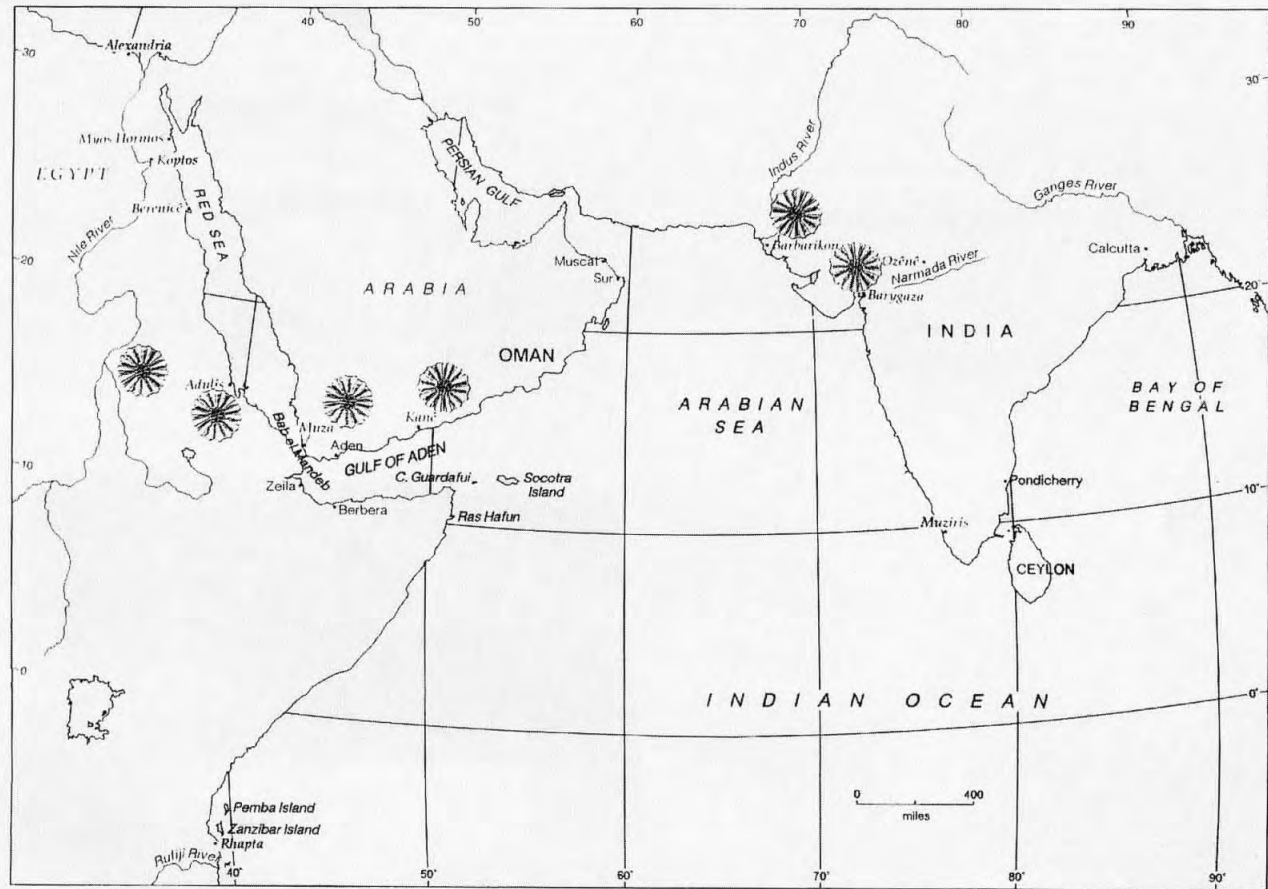 40
50
60
70
80
90
30
Alexandria
30°
Myos Hormos
Koptos
EGYPT
Berenicê
RED SEA
Nile River
PERSIAN GULF
Indus River
Ganges River
Barbarikon
Ozênê
Narmada River
Barygaza
Calcutta
Muscat
Sur
20
20°
ARABIA
OMAN
INDIA
ARABIAN
SEA
BAY OF
BENGAL
Adulis
Muza
Kanê
Bab el Mandeb
Aden
GULF OF ADEN
C. Guardafui
Socotra
Island
Zeila
Berbera
Ras Hafun
10
10°
Pondicherry
Muziris
CEYLON
0
0°
INDIAN OCEAN
Pemba Island
Zanzibar Island
Rhapta
Rufiji River
0 400
miles
40°
50°
60°
70°
80°
90°